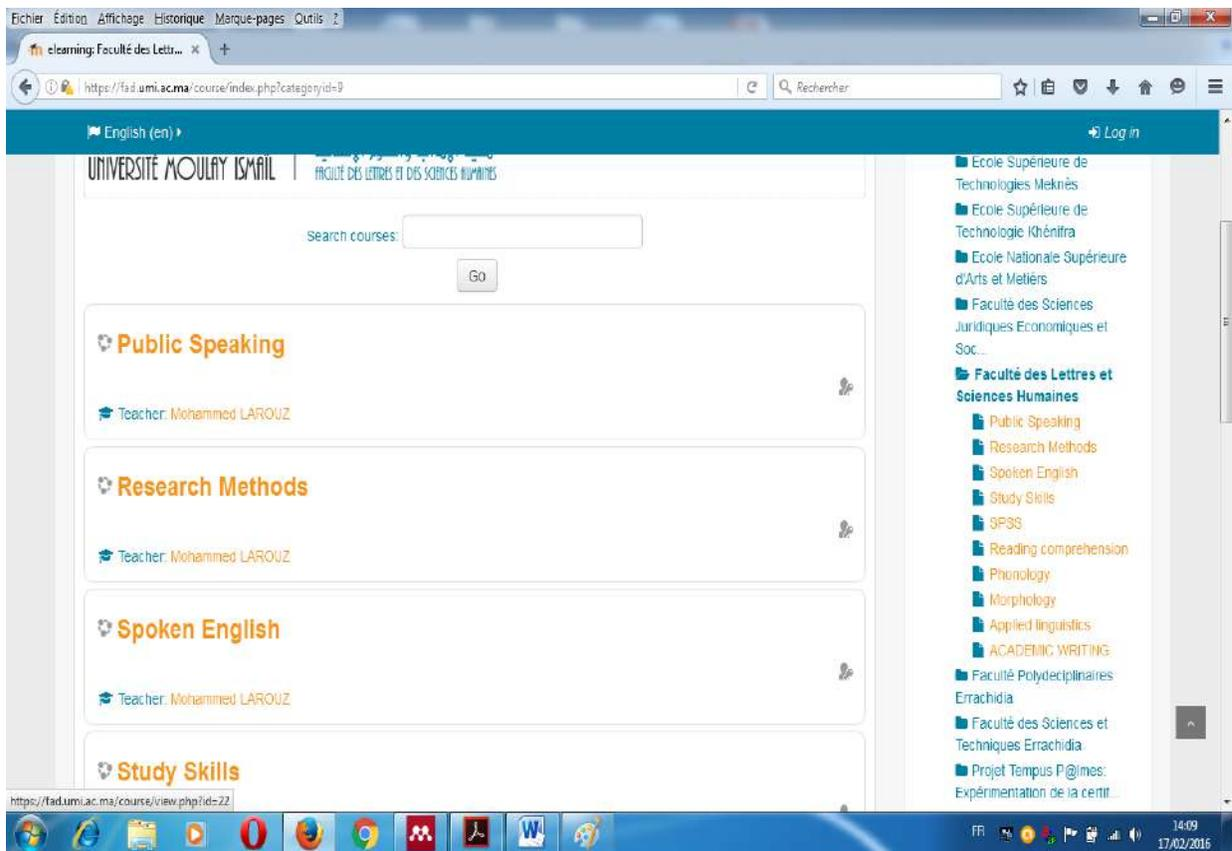 Fichier Édition Affichage Historique Marque-pages Outils ?
elearning: Faculté des Lettr...
https://fad.umi.ac.ma/course/index.php?categoryid=9
Rechercher
English (en)
Log in
UNIVERSITÉ MOULAY ISMAÏL
FACULTÉ DES LETTRES ET DES SCIENCES HUMAINES
Search courses:
Go
Public Speaking
Teacher: Mohammed LAROUZ
Research Methods
Teacher: Mohammed LAROUZ
Spoken English
Teacher: Mohammed LAROUZ
Study Skills
Ecole Supérieure de
Technologies Meknès
Ecole Supérieure de
Technologie Khénifra
Ecole Nationale Supérieure
d'Arts et Metiérs
Faculté des Sciences
Juridiques Economiques et
Soc...
Faculté des Lettres et
Sciences Humaines
Public Speaking
Research Methods
Spoken English
Study Skills
SPSS
Reading comprehension
Phonology
Morphology
Applied linguistics
ACADEMIC WRITING
Faculté Polydeciplinaires
Errachidia
Faculté des Sciences et
Techniques Errachidia
Projet Tempus P@lmes:
Expérimentation de la certif...
https://fad.umi.ac.ma/course/view.php?id=22
FR
14:09
17/02/2016